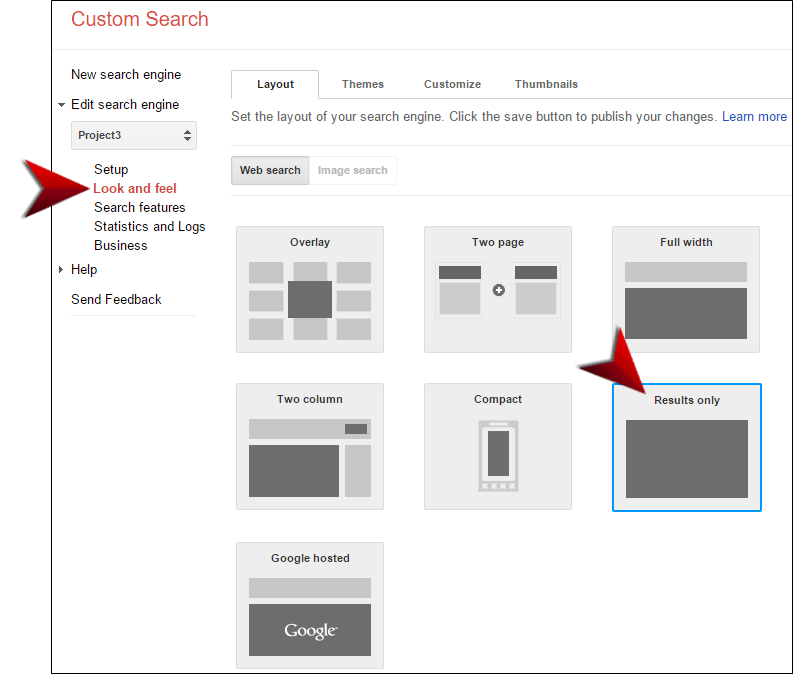 Custom Search
New search engine
Edit search engine
Project3
Setup
Look and feel
Search features
Statistics and Logs
Business
Help
Send Feedback
Layout Themes Customize Thumbnails
Set the layout of your search engine. Click the save button to publish your changes. Learn more
Web search Image search
Overlay Two page Full width
Two column Compact Results only
Google hosted
Google